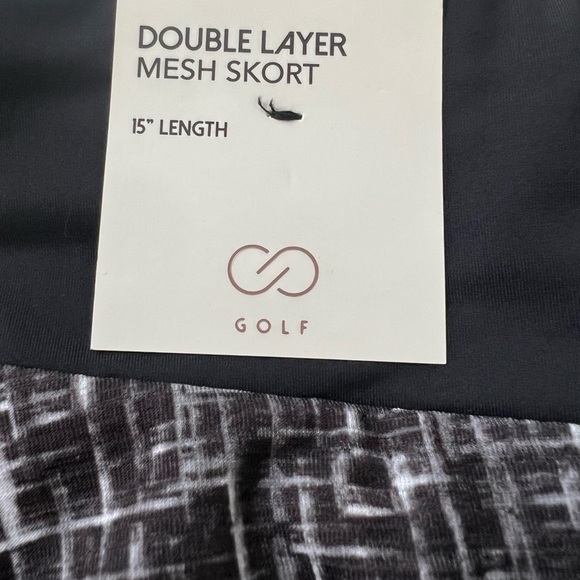 DOUBLE LAYER
MESH SKORT
15” LENGTH
GOLF